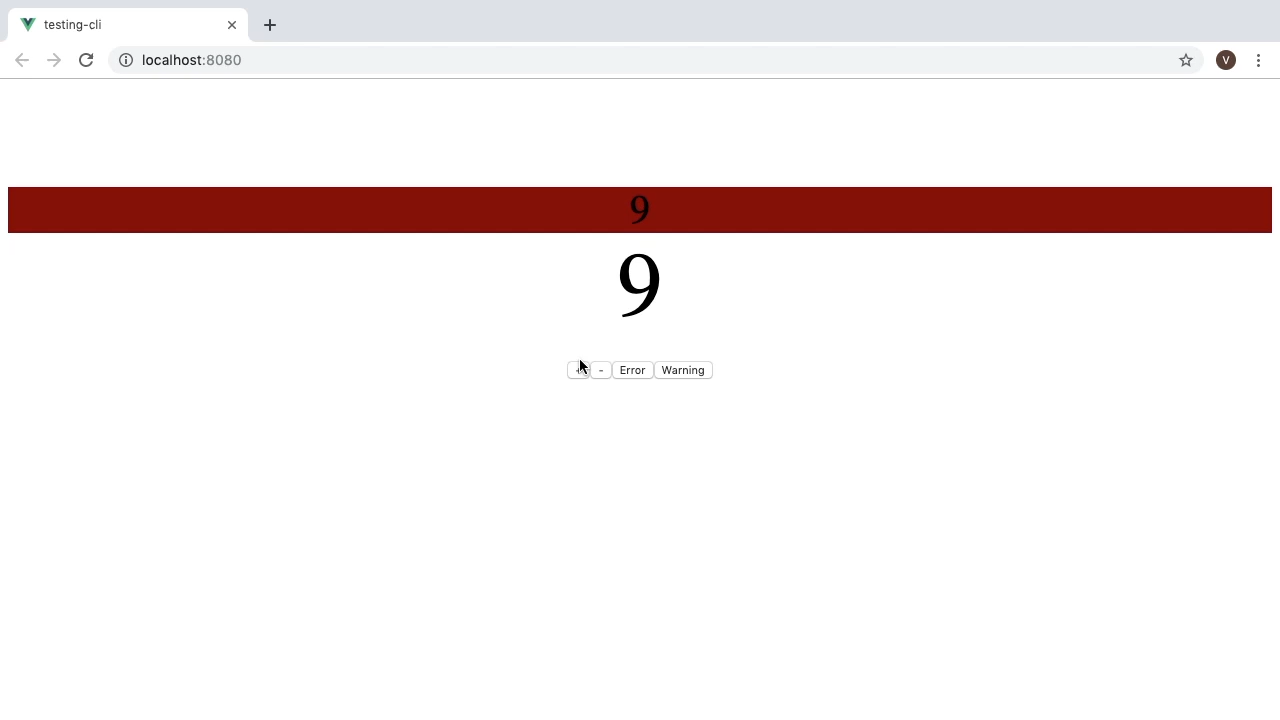 testing-cli
localhost:8080
V
9
9
- Error Warning